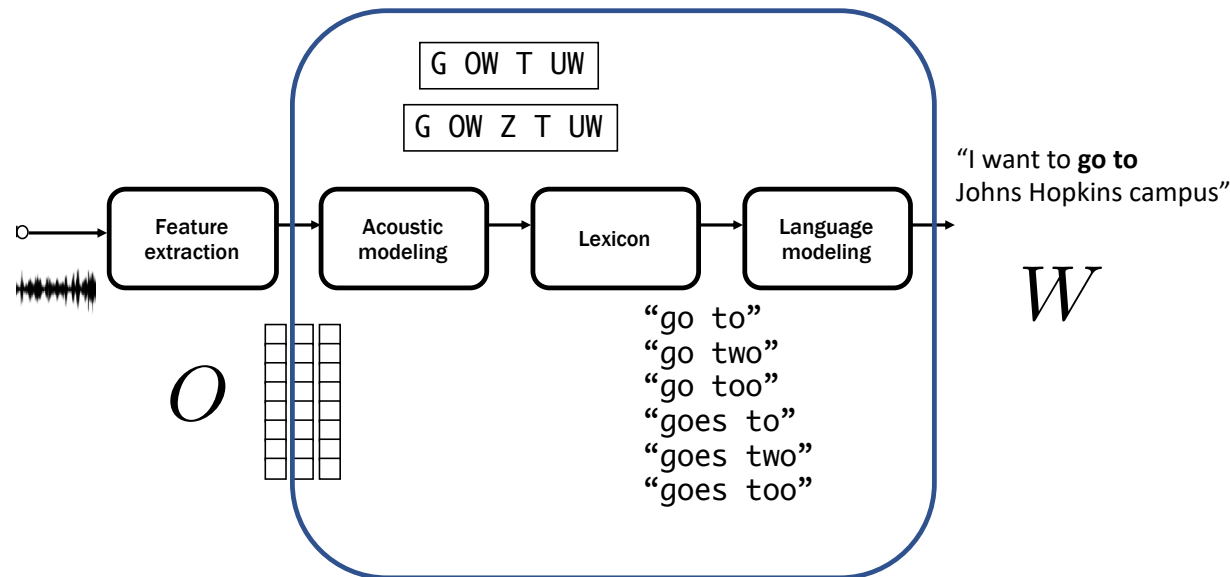 G OW T UW
G OW Z T UW
“I want to go to
Johns Hopkins campus”
Feature
extraction
Acoustic
modeling
Lexicon
Language
modeling
O
W
“go to”
“go two”
“go too”
“goes to”
“goes two”
“goes too”